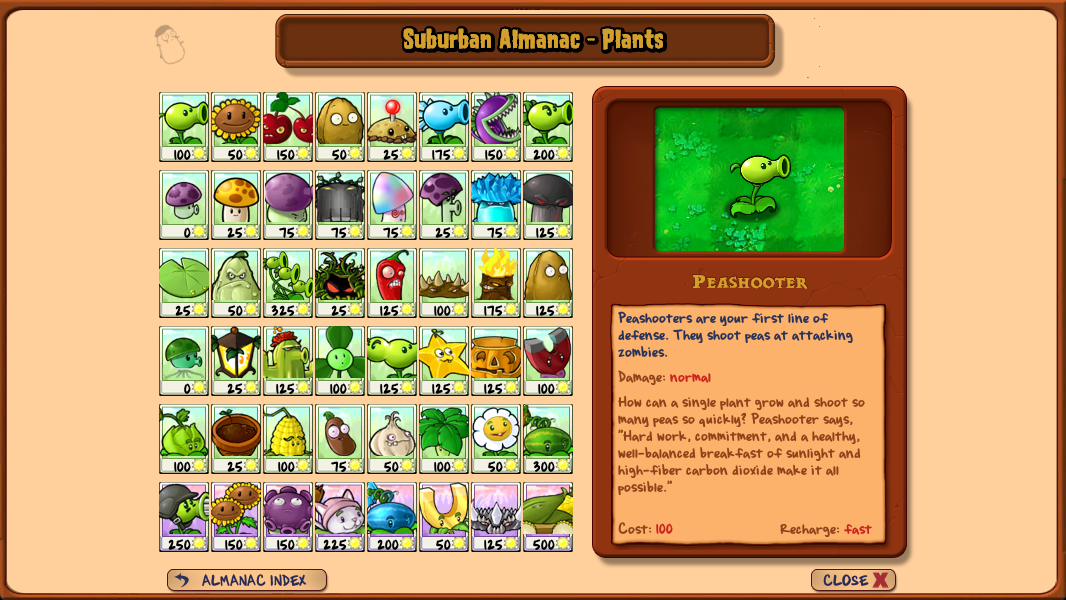 Suburban Almanac - Plants
100 50 150 50 25 175 150 200
0 25 75 75 75 25 75 125
25 50 325 25 125 100 175 125
0 25 125 100 125 125 125 100
100 25 100 75 50 100 50 300
250 150 150 225 200 50 125 500
Peashooter
Peashooters are your first line of
defense. They shoot peas at attacking
zombies.
Damage: normal
How can a single plant grow and shoot so
many peas so quickly? Peashooter says,
"Hard work, commitment, and a healthy,
well-balanced breakfast of sunlight and
high-fiber carbon dioxide make it all
possible."
Cost: 100 Recharge: fast
ALMANAC INDEX
CLOSE X